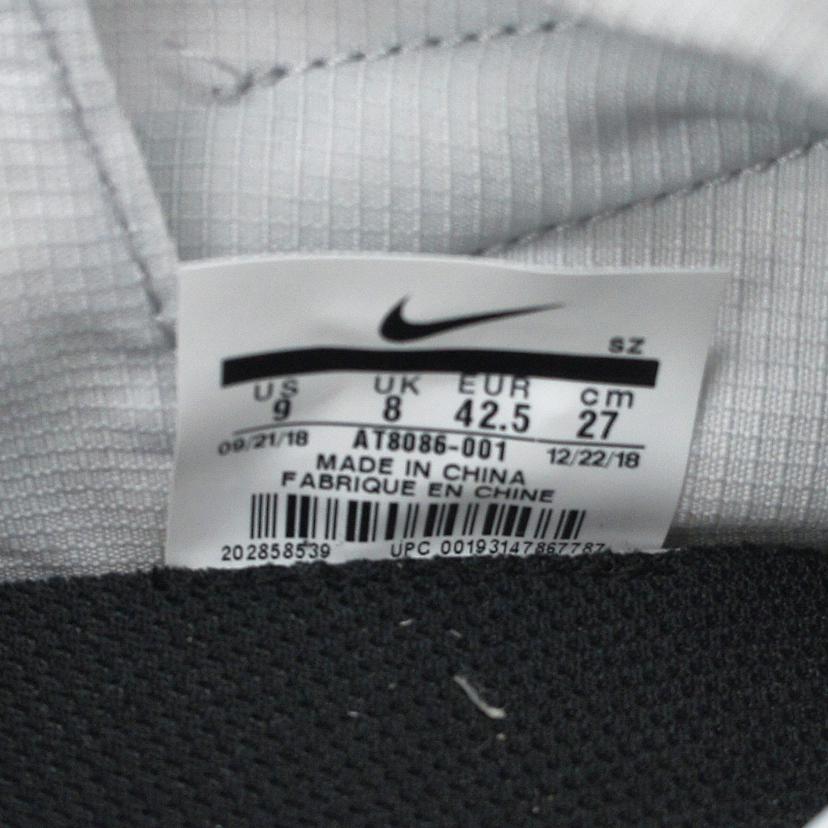 SZ
US UK EUR cm
9 8 42.5 27
09/21/18 AT8086-001 12/22/18
MADE IN CHINA
FABRIQUE EN CHINE
202858539 UPC 00193147867787